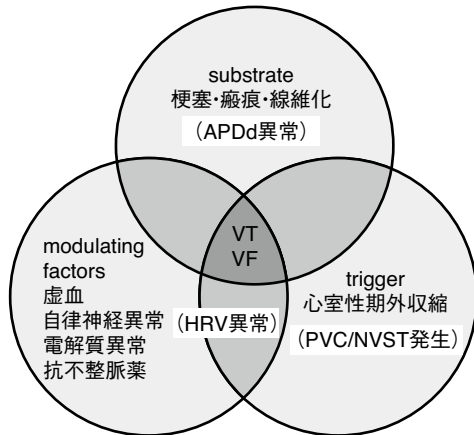 substrate
梗塞・瘢痕・線維化
（APDd異常）
VT
VF
modulating
factors
虚血
自律神経異常
電解質異常
抗不整脈薬
（HRV異常）
trigger
心室性期外収縮
（PVC/NVST発生）